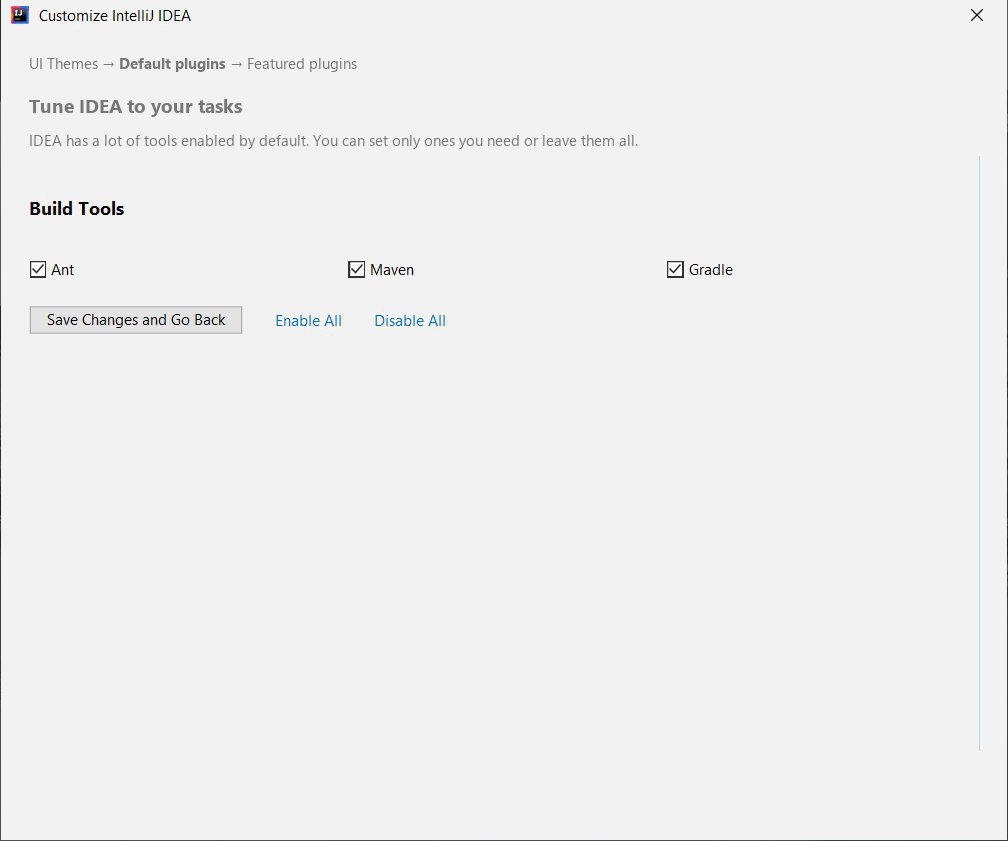 Customize IntelliJ IDEA
UI Themes → Default plugins → Featured plugins
Tune IDEA to your tasks
IDEA has a lot of tools enabled by default. You can set only ones you need or leave them all.
Build Tools
Ant Maven Gradle
Save Changes and Go Back Enable All Disable All